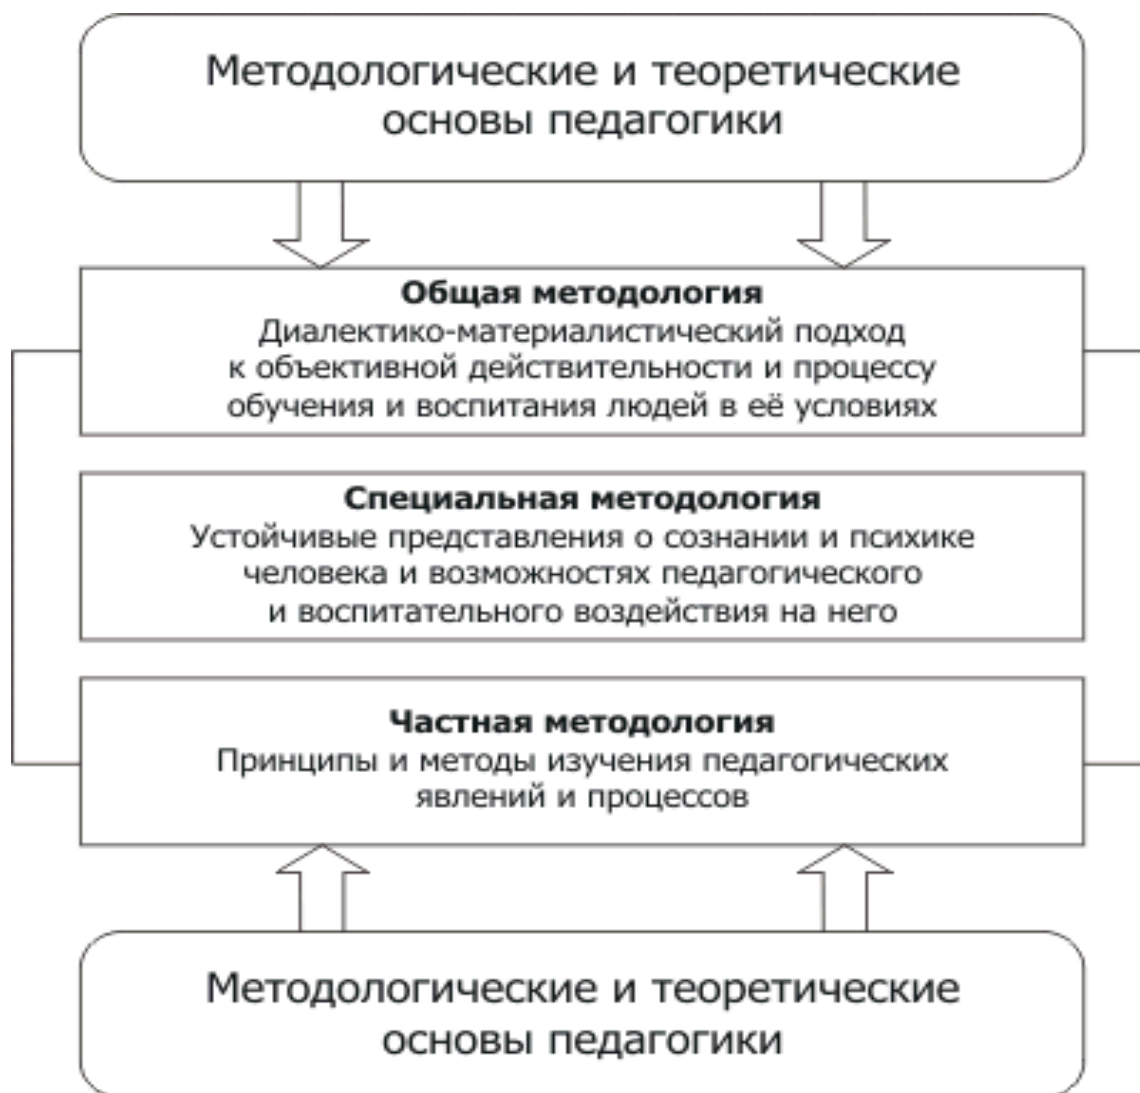 Методологические и теоретические
основы педагогики
Общая методология
Диалектико-материалистический подход
к объективной действительности и процессу
обучения и воспитания людей в её условиях
Специальная методология
Устойчивые представления о сознании и психике
человека и возможностях педагогического
и воспитательного воздействия на него
Частная методология
Принципы и методы изучения педагогических
явлений и процессов
Методологические и теоретические
основы педагогики